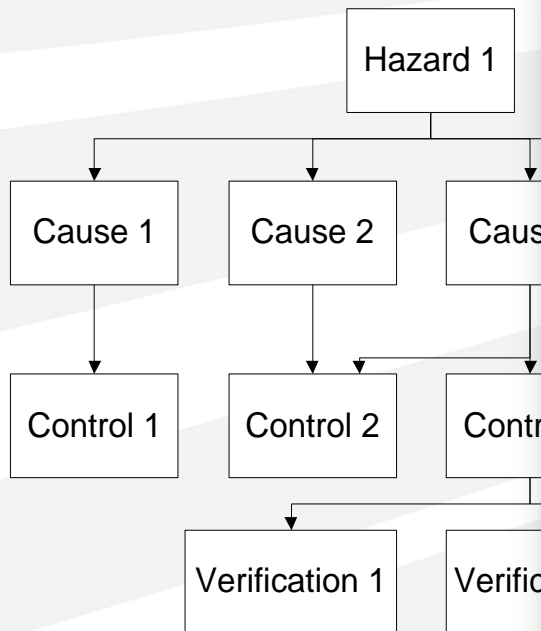 Hazard 1
Cause 1
Cause 2
Control 1
Control 2
Verification 1